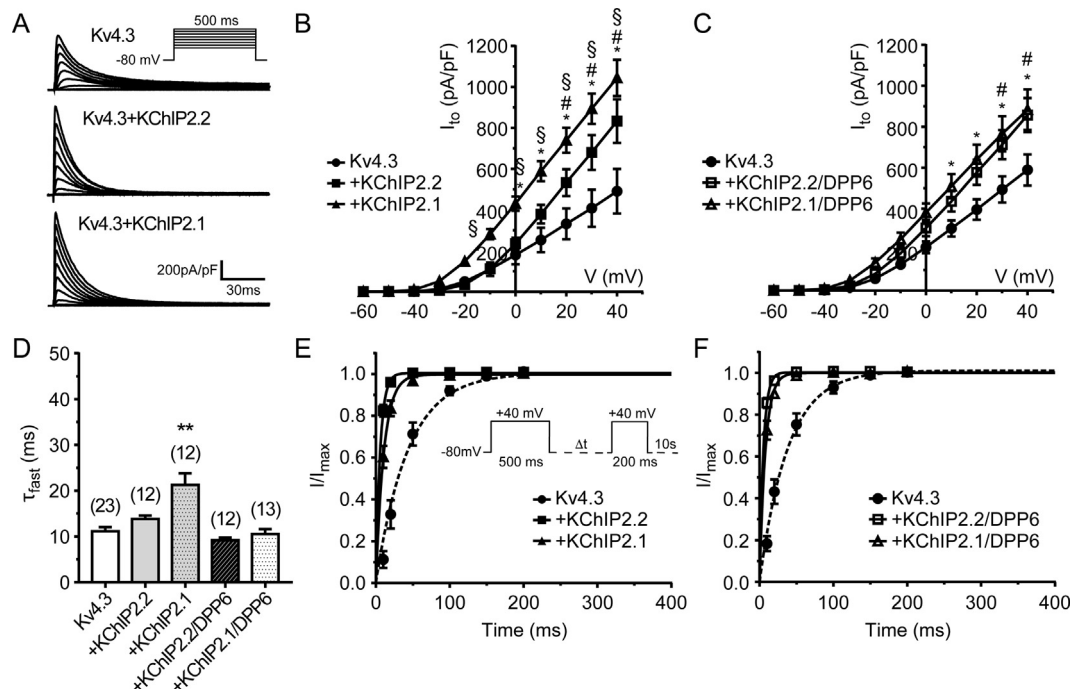 A
Kv4.3
500 ms
-80 mV
Kv4.3+KChIP2.2
Kv4.3+KChIP2.1
200pA/pF
30ms
B
Ito (pA/pF)
1200
1000
800
600
400
200
§
§
§
§ # *
§ # *
§ # *
§ *
§ *
§
Kv4.3
+KChIP2.2
+KChIP2.1
V (mV)
-60 -40 -20 0 20 40
C
Ito (pA/pF)
1200
1000
800
600
400
200
# *
# *
*
*
Kv4.3
+KChIP2.2/DPP6
+KChIP2.1/DPP6
V (mV)
-60 -40 -20 0 20 40
D
τfast (ms)
50
40
30
20
10
0
(23)
(12)
**
(12)
(12)
(13)
Kv4.3
+KChIP2.2
+KChIP2.1
+KChIP2.2/DPP6
+KChIP2.1/DPP6
E
I/Imax
1.0
0.8
0.6
0.4
0.2
0.0
+40 mV
+40 mV
-80mV
Δt
10s
500 ms
200 ms
Kv4.3
+KChIP2.2
+KChIP2.1
0 100 200 300 400
Time (ms)
F
I/Imax
1.0
0.8
0.6
0.4
0.2
0.0
Kv4.3
+KChIP2.2/DPP6
+KChIP2.1/DPP6
0 100 200 300 400
Time (ms)